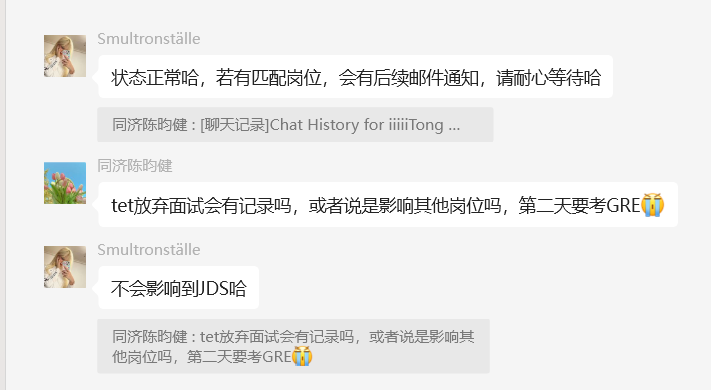 Smultronställe
状态正常哈，若有匹配岗位，会有后续邮件通知，请耐心等待哈
同济陈昀健 : [聊天记录]Chat History for iiiiiTong ...
同济陈昀健
tet放弃面试会有记录吗，或者说是影响其他岗位吗，第二天要考GRE😭
Smultronställe
不会影响到JDS哈
同济陈昀健 : tet放弃面试会有记录吗，或者说是影响其
他岗位吗，第二天要考GRE😭